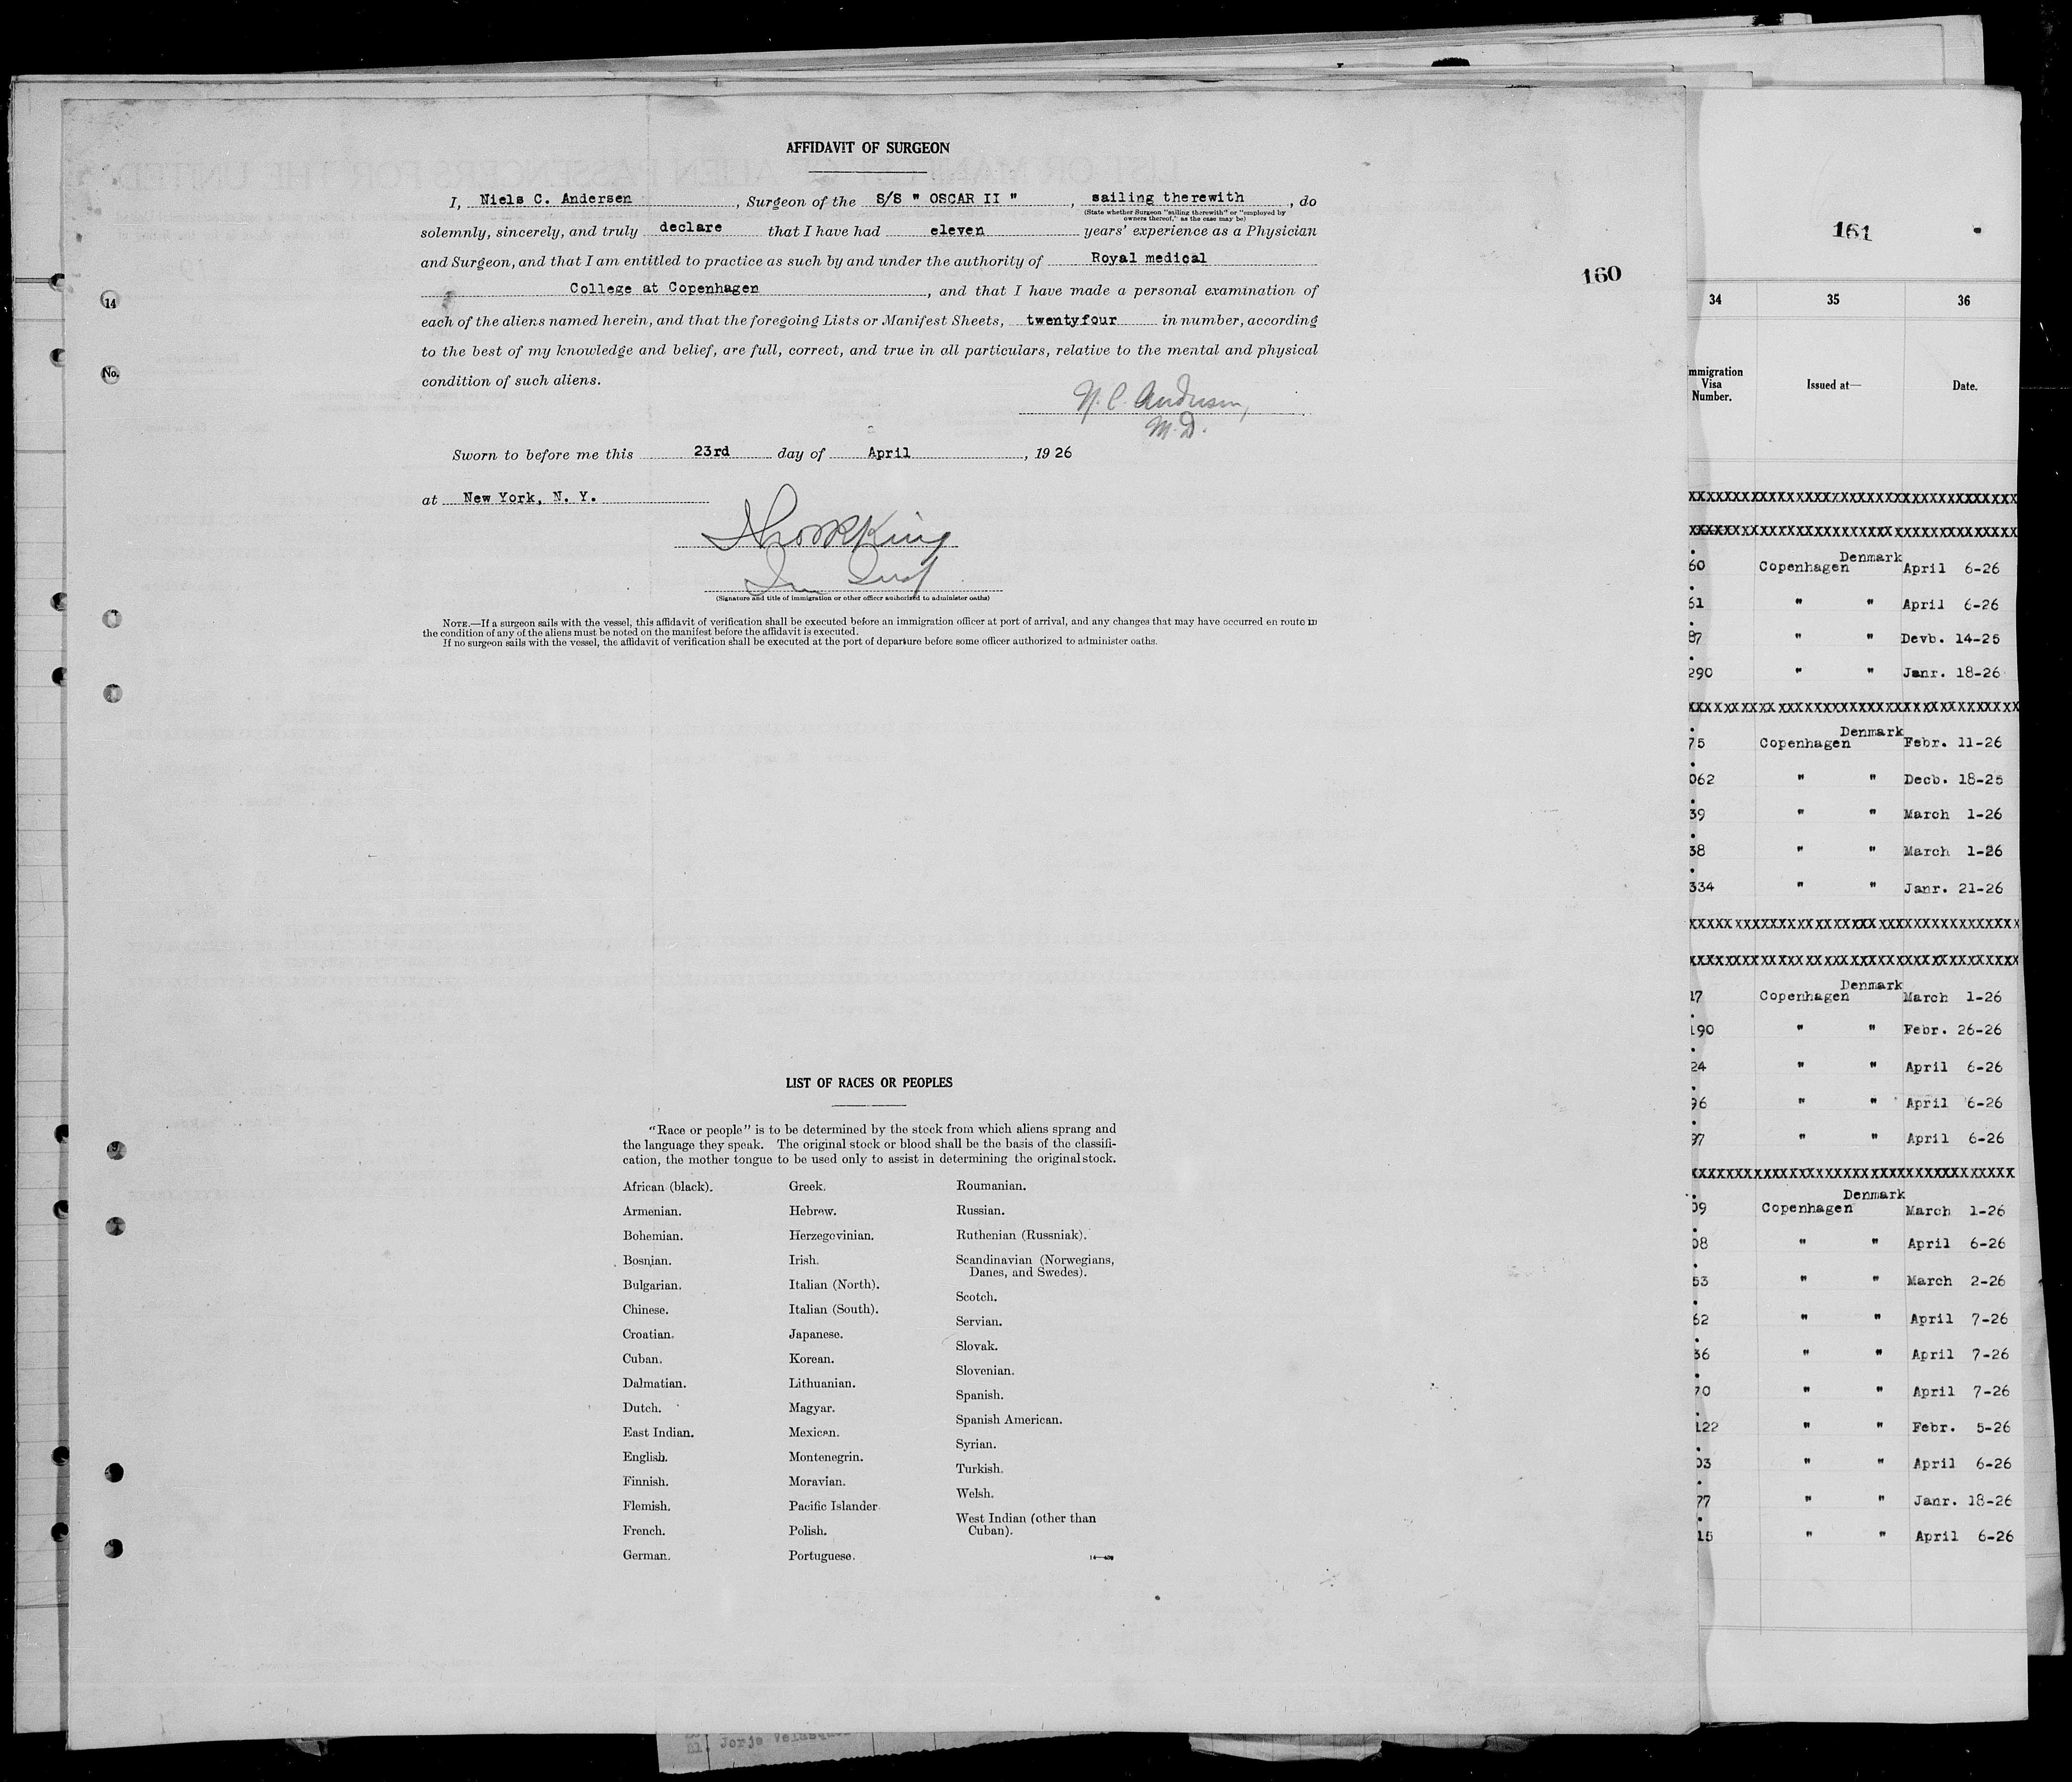 AFFIDAVIT OF SURGEON
I, Niels C. Andersen, Surgeon of the S/S " OSCAR II ", sailing therewith, do
(State whether Surgeon "sailing therewith" or "employed by
owners thereof," as the case may be)
solemnly, sincerely, and truly declare that I have had eleven years' experience as a Physician
and Surgeon, and that I am entitled to practice as such by and under the authority of Royal medical
College at Copenhagen, and that I have made a personal examination of
each of the aliens named herein, and that the foregoing Lists or Manifest Sheets, twentyfour in number, according
to the best of my knowledge and belief, are full, correct, and true in all particulars, relative to the mental and physical
condition of such aliens.
N. C. Andersen,
M.D.
Sworn to before me this 23rd day of April, 1926
at New York, N. Y.
(Signature and title of immigration or other officer authorized to administer oaths)
NOTE.—If a surgeon sails with the vessel, this affidavit of verification shall be executed before an immigration officer at port of arrival, and any changes that may have occurred en route in
the condition of any of the aliens must be noted on the manifest before the affidavit is executed.
If no surgeon sails with the vessel, the affidavit of verification shall be executed at the port of departure before some officer authorized to administer oaths.
14
No.
160
LIST OF RACES OR PEOPLES
"Race or people" is to be determined by the stock from which aliens sprang and
the language they speak. The original stock or blood shall be the basis of the classifi-
cation, the mother tongue to be used only to assist in determining the original stock.
African (black).
Armenian.
Bohemian.
Bosnian.
Bulgarian.
Chinese.
Croatian.
Cuban.
Dalmatian.
Dutch.
East Indian.
English.
Finnish.
Flemish.
French.
German.
Greek.
Hebrew.
Herzegovinian.
Irish.
Italian (North).
Italian (South).
Japanese.
Korean.
Lithuanian.
Magyar.
Mexican.
Montenegrin.
Moravian.
Pacific Islander.
Polish.
Portuguese.
Roumanian.
Russian.
Ruthenian (Russniak).
Scandinavian (Norwegians,
Danes, and Swedes).
Scotch.
Servian.
Slovak.
Slovenian.
Spanish.
Spanish American.
Syrian.
Turkish.
Welsh.
West Indian (other than
Cuban).
161
34 35 36
mmigration
Visa
Number.
Issued at—
Date.
60 Copenhagen Denmark April 6-26
61 " " April 6-26
87 " " Devb. 14-25
290 " " Janr. 18-26
75 Copenhagen Denmark Febr. 11-26
062 " " Decb. 18-25
39 " " March 1-26
38 " " March 1-26
334 " " Janr. 21-26
17 Copenhagen Denmark March 1-26
190 " " Febr. 26-26
24 " " April 6-26
96 " " April 6-26
97 " " April 6-26
09 Copenhagen Denmark March 1-26
08 " " April 6-26
53 " " March 2-26
62 " " April 7-26
36 " " April 7-26
70 " " April 7-26
122 " " Febr. 5-26
03 " " April 6-26
77 " " Janr. 18-26
15 " " April 6-26
Jorje